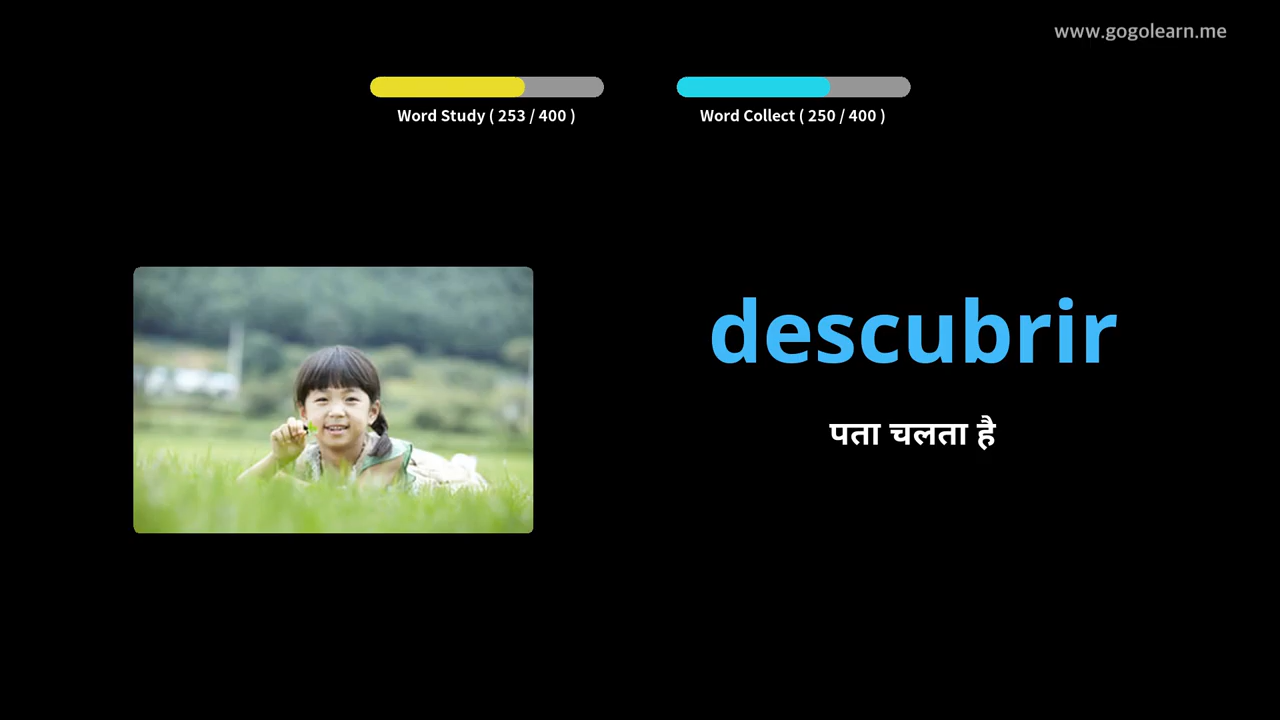 www.gogolearn.me
Word Study ( 253 / 400 )
Word Collect ( 250 / 400 )
descubrir
पता चलता है